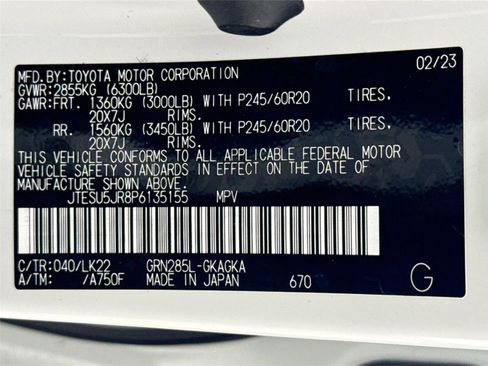 MFD.BY:TOYOTA MOTOR CORPORATION 02/23
GVWR:2855KG (6300LB)
GAWR:FRT. 1360KG (3000LB) WITH P245/60R20 TIRES,
20X7J RIMS.
RR. 1560KG (3450LB) WITH P245/60R20 TIRES,
20X7J RIMS.
THIS VEHICLE CONFORMS TO ALL APPLICABLE FEDERAL MOTOR
VEHICLE SAFETY STANDARDS IN EFFECT ON THE DATE OF
MANUFACTURE SHOWN ABOVE.
JTESU5JR8P6135155 MPV
C/TR:040/LK22 GRN285L-GKAGKA
A/TM: /A750F MADE IN JAPAN 670 G